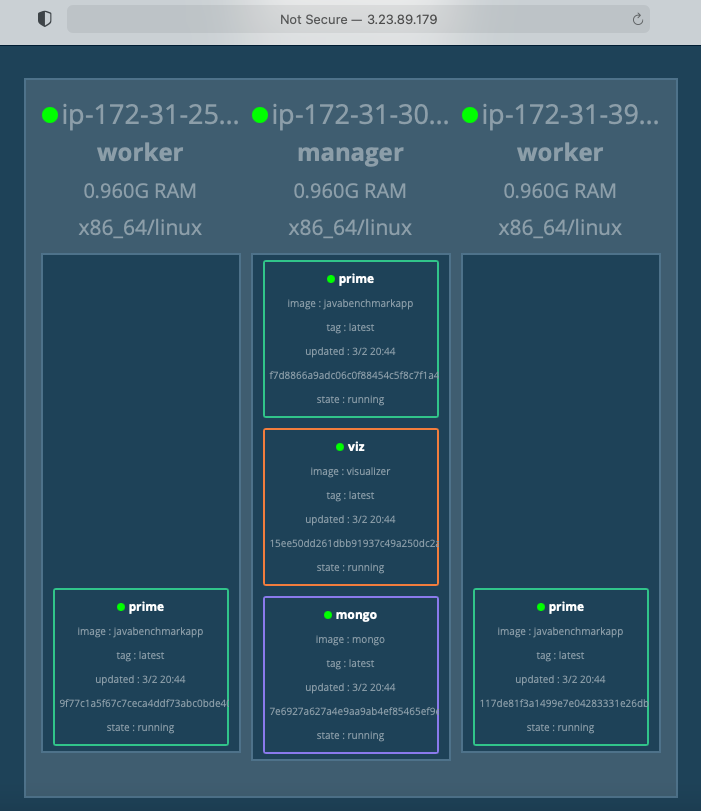 Not Secure — 3.23.89.179
ip-172-31-25...
worker
0.960G RAM
x86_64/linux
prime
image : javabenchmarkapp
tag : latest
updated : 3/2 20:44
9f77c1a5f67c7ceca4ddf73abc0bde4
state : running
ip-172-31-30...
manager
0.960G RAM
x86_64/linux
prime
image : javabenchmarkapp
tag : latest
updated : 3/2 20:44
f7d8866a9adc06c0f88454c5f8c7f1a4
state : running
viz
image : visualizer
tag : latest
updated : 3/2 20:44
15ee50dd261dbb91937c49a250dc2a
state : running
mongo
image : mongo
tag : latest
updated : 3/2 20:44
7e6927a627a4e9aa9ab4ef85465ef9
state : running
ip-172-31-39...
worker
0.960G RAM
x86_64/linux
prime
image : javabenchmarkapp
tag : latest
updated : 3/2 20:44
117de81f3a1499e7e04283331e26db
state : running